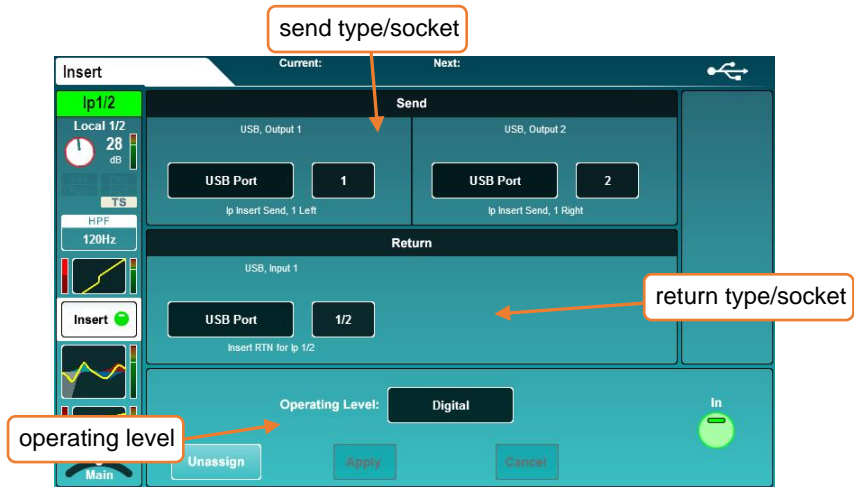 send type/socket
Insert
Current:
Next:
Ip1/2
Local 1/2
28
dB
TS
HPF
120Hz
Insert
Main
Send
USB, Output 1
USB, Output 2
USB Port
1
USB Port
2
Ip Insert Send, 1 Left
Ip Insert Send, 1 Right
Return
USB, Input 1
USB Port
1/2
Insert RTN for Ip 1/2
return type/socket
Operating Level:
Digital
In
operating level
Unassign
Apply
Cancel